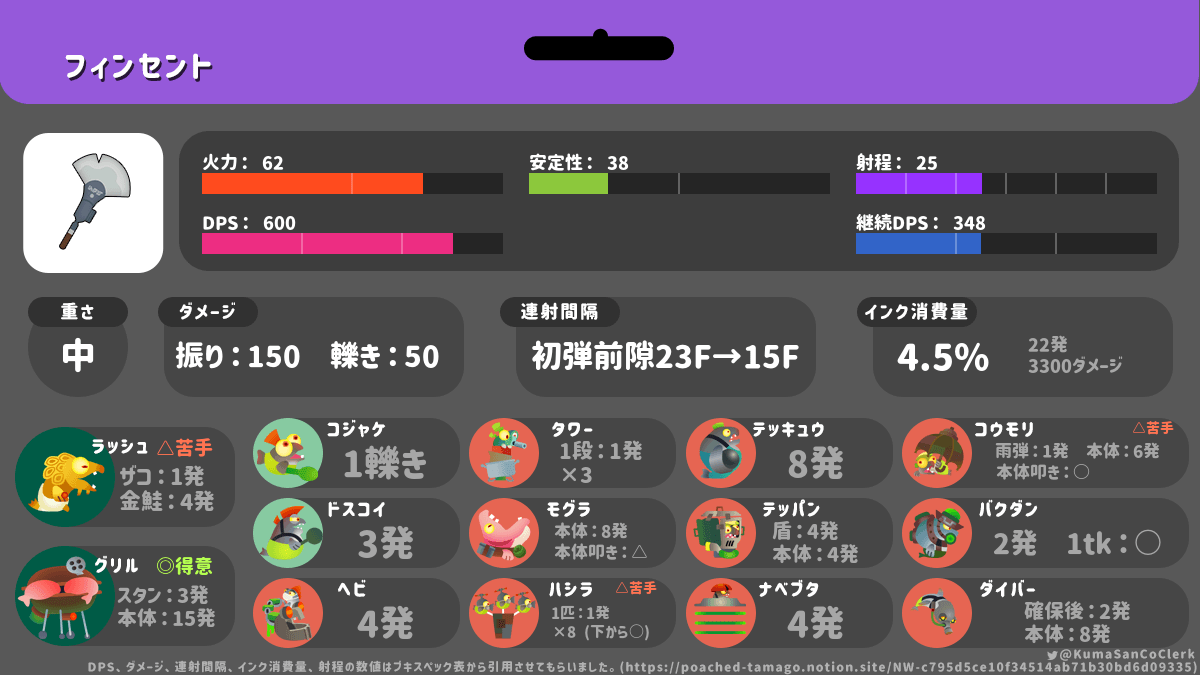 フィンセント
火力： 62
安定性： 38
射程： 25
DPS： 600
継続DPS： 348
重さ
中
ダメージ
振り：150 轢き：50
連射間隔
初弾前隙23F→15F
インク消費量
4.5%
22発
3300ダメージ
ラッシュ △苦手
ザコ：1発
金鮭：4発
グリル ◎得意
スタン：3発
本体：15発
コジャケ
1轢き
タワー
1段：1発
×3
テッキュウ
8発
コウモリ △苦手
雨弾：1発 本体：6発
本体叩き：○
ドスコイ
3発
モグラ
本体：8発
本体叩き：△
テッパン
盾：4発
本体：4発
バクダン
2発 1tk：○
ヘビ
4発
ハシラ △苦手
1匹：1発
×8 (下から○)
ナベブタ
4発
ダイバー
確保後：2発
本体：8発
@KumaSanCoClerk
DPS、ダメージ、連射間隔、インク消費量、射程の数値はブキスペック表から引用させてもらいました。(https://poached-tamago.notion.site/NW-c795d5ce10f34514ab71b30bd6d09335)